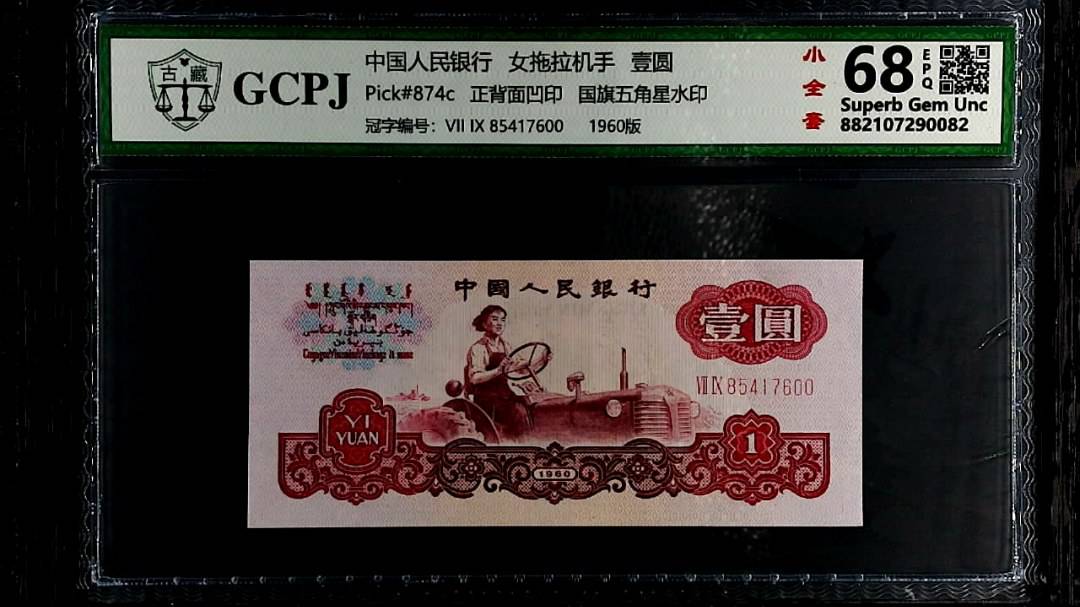 古藏
GCPJ
中国人民银行 女拖拉机手 壹圆
Pick#874c 正背面凹印 国旗五角星水印
冠字编号: VII IX 85417600 1960版
小全套
68 EPQ
Superb Gem Unc
882107290082
中國人民銀行
壹圓
VII IX 85417600
YI
YUAN
1960
1